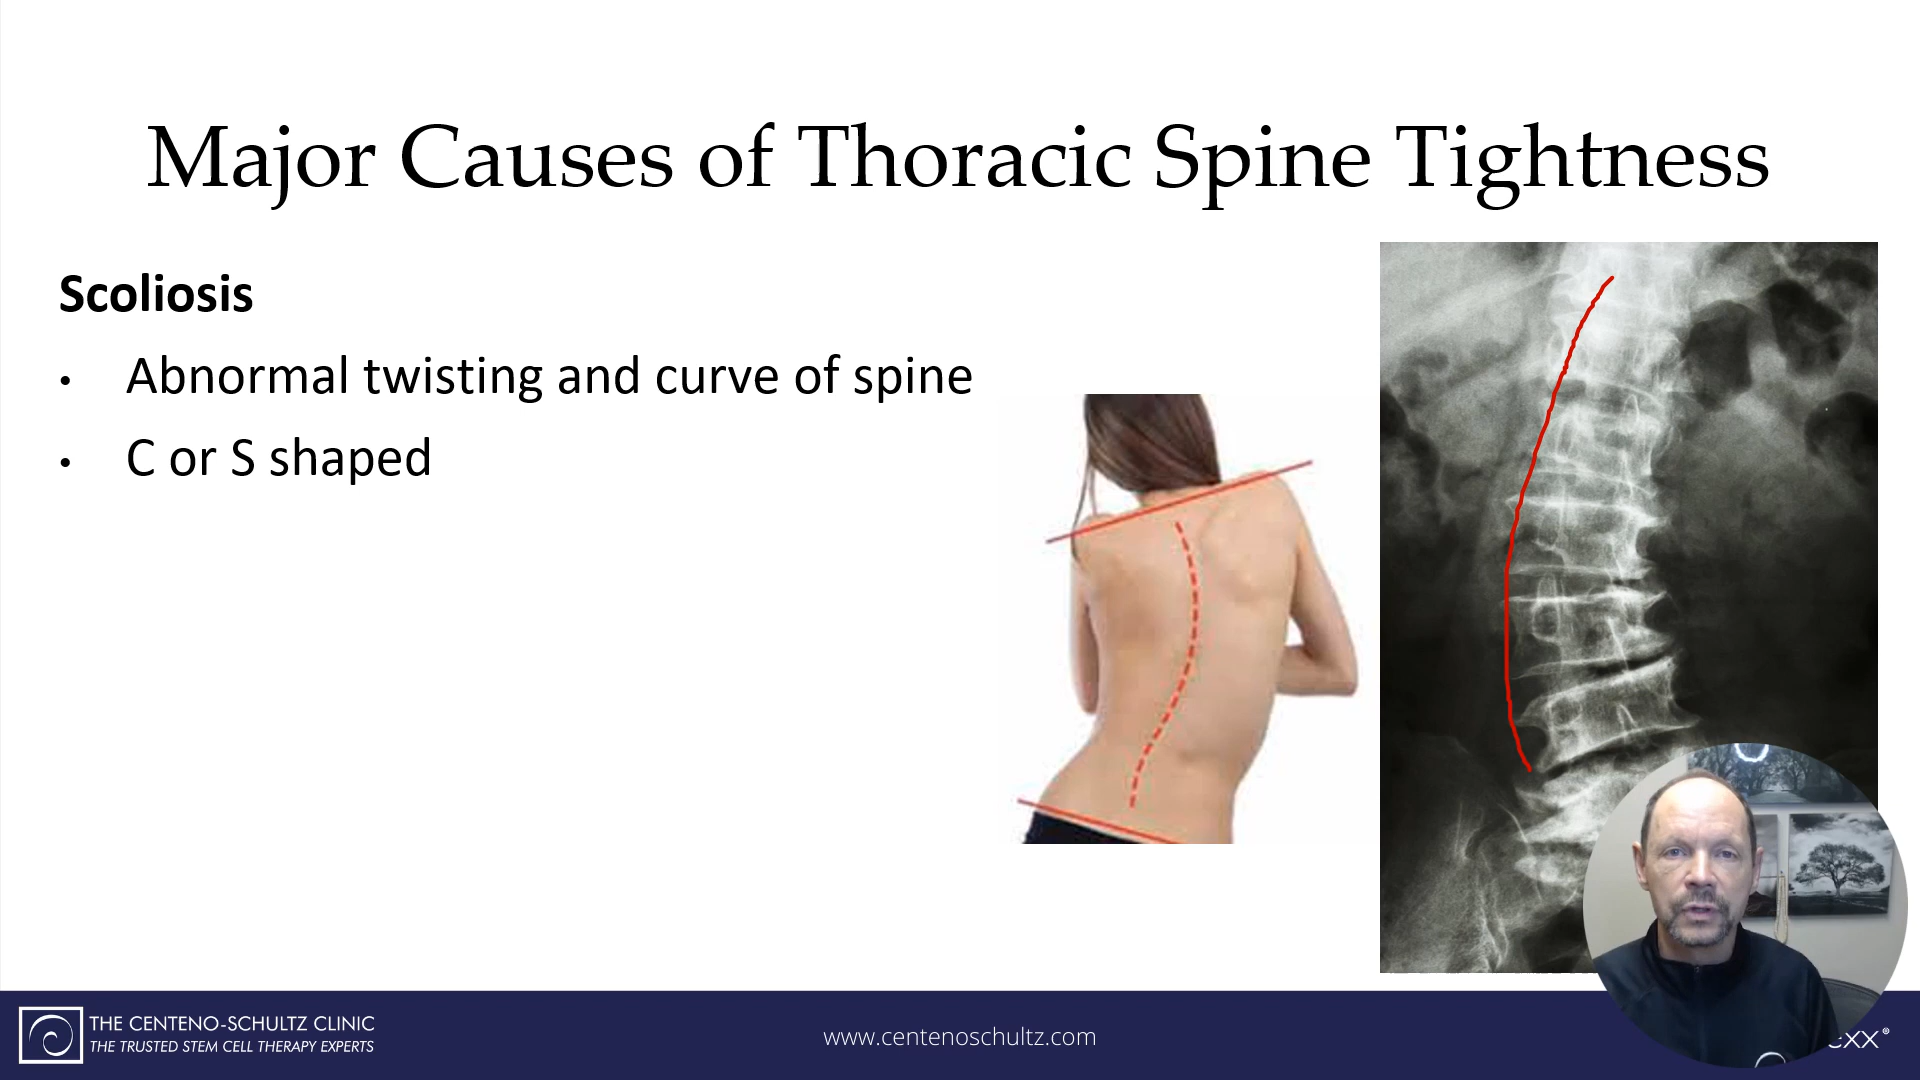 Major Causes of Thoracic Spine Tightness
Scoliosis
• Abnormal twisting and curve of spine
• C or S shaped
THE CENTENO-SCHULTZ CLINIC
THE TRUSTED STEM CELL THERAPY EXPERTS
www.centenoschultz.com